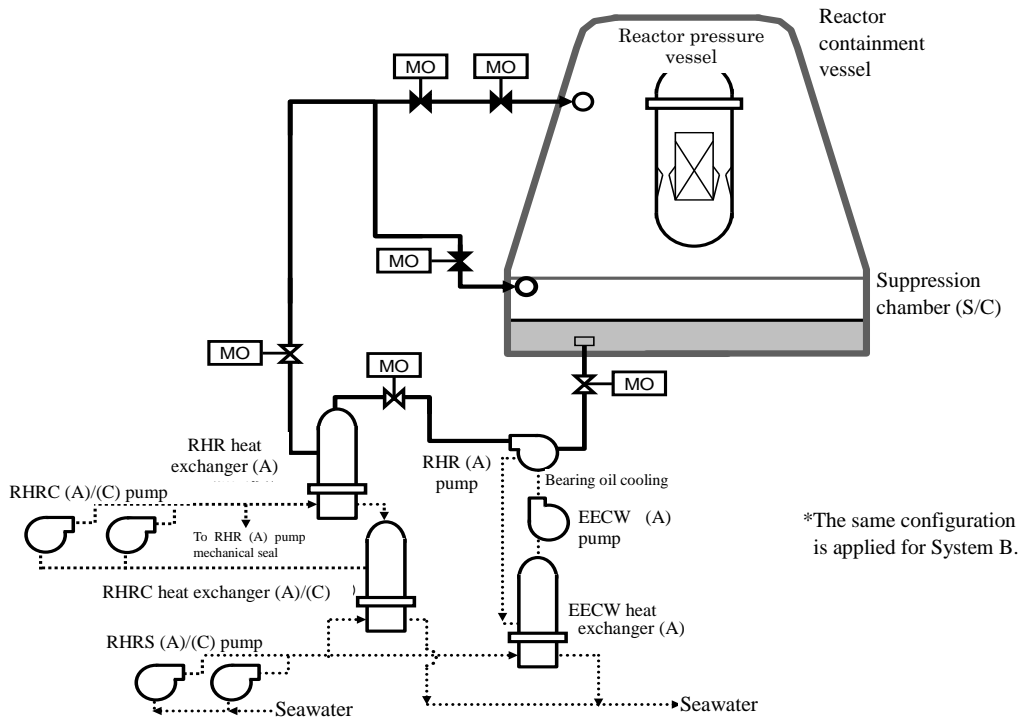 Reactor
containment
vessel
Reactor pressure
vessel
MO
MO
MO
Suppression
chamber (S/C)
MO
MO
MO
RHR heat
exchanger (A)
RHR (A)
pump
Bearing oil cooling
RHRC (A)/(C) pump
To RHR (A) pump
mechanical seal
EECW (A)
pump
*The same configuration
is applied for System B.
RHRC heat exchanger (A)/(C)
)
EECW heat
exchanger (A)
RHRS (A)/(C) pump
Seawater
Seawater